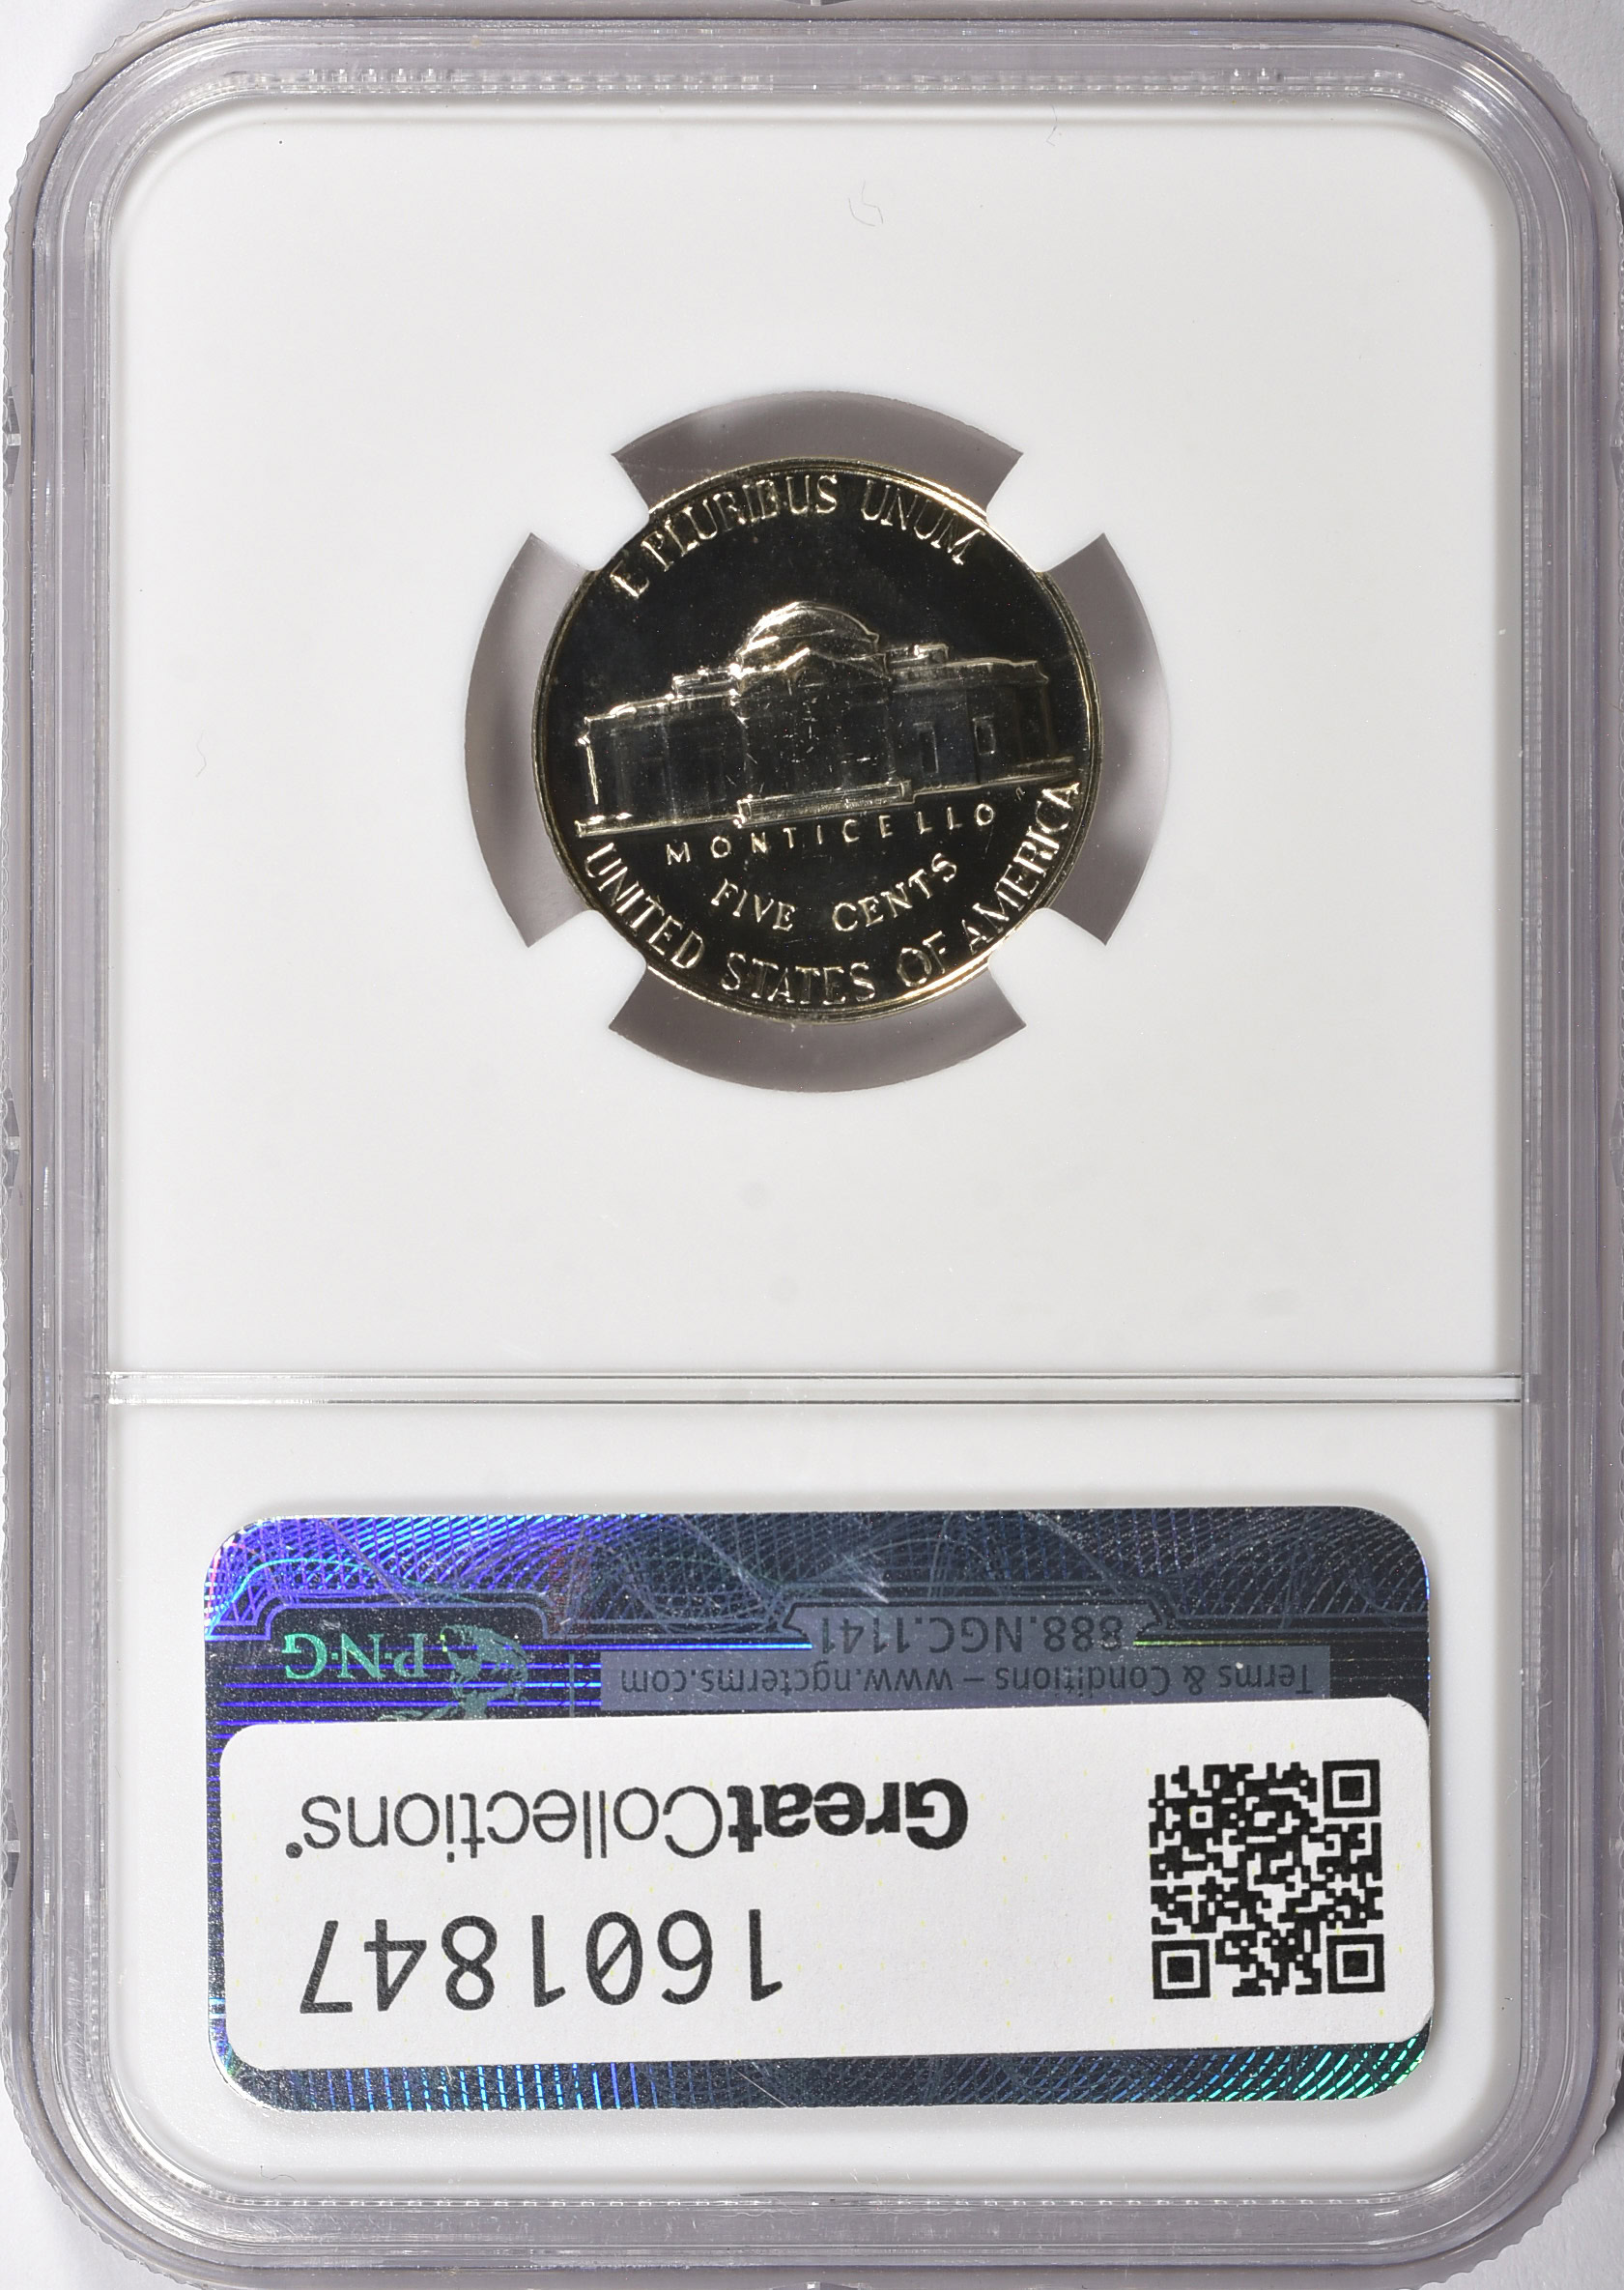 E PLURIBUS UNUM
MONTICELLO
FIVE CENTS
UNITED STATES OF AMERICA
1601847
GreatCollections®
Terms & Conditions – www.ngcterms.com
888.NGC.1141
P·N·G